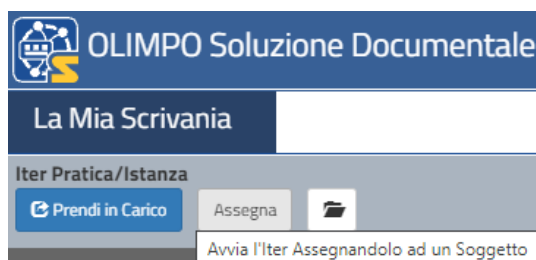 OLIMPO Soluzione Documentale
La Mia Scrivania
Iter Pratica/Istanza
Prendi in Carico Assegna
Avvia l'Iter Assegnandolo ad un Soggetto